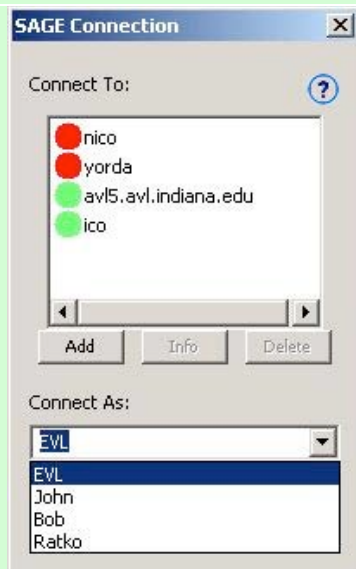 SAGE Connection
Connect To:
?
nico
yorda
avl5.avl.indiana.edu
ico
Add Info Delete
Connect As:
EVL
EVL
John
Bob
Ratko